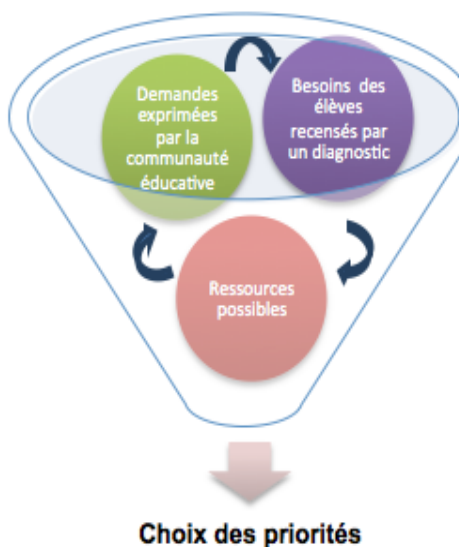 Demandes
exprimées
par la
communauté
éducative
Besoins des
élèves
recensés par
un diagnostic
Ressources
possibles
Choix des priorités